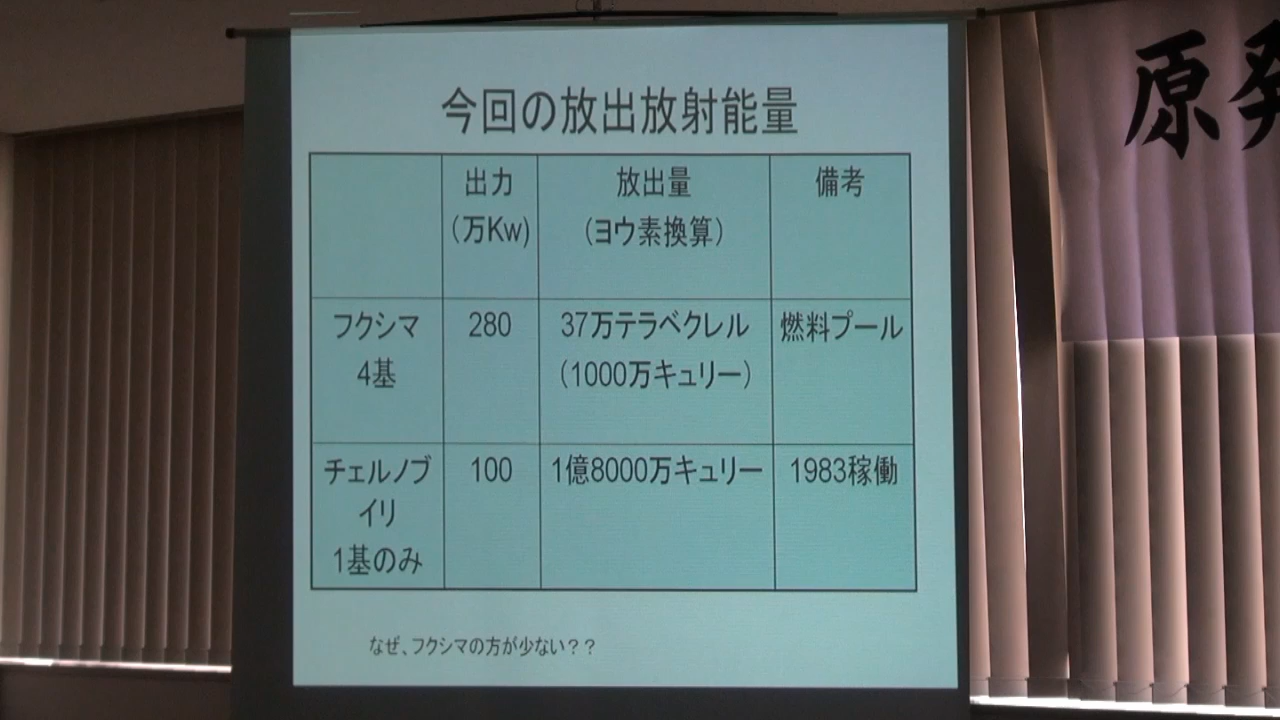 今回の放出放射能量
出力 放出量 備考
(万Kw) (ヨウ素換算)
フクシマ 280 37万テラベクレル 燃料プール
4基 (1000万キュリー)
チェルノブ 100 1億8000万キュリー 1983稼働
イリ
1基のみ
なぜ、フクシマの方が少ない??
原発